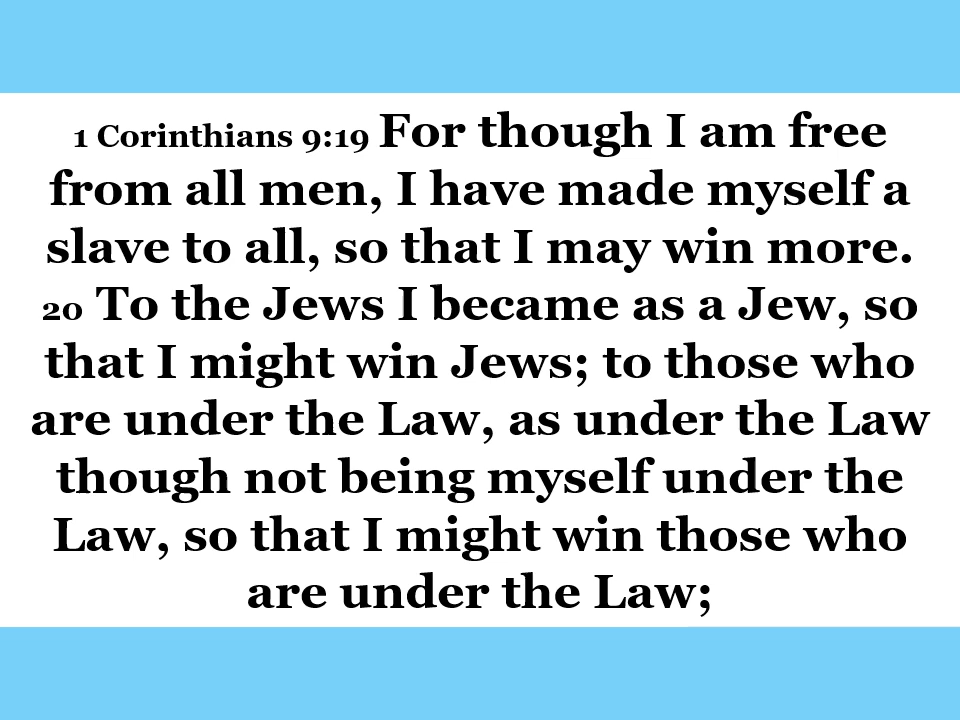 1 Corinthians 9:19 For though I am free
from all men, I have made myself a
slave to all, so that I may win more.
20 To the Jews I became as a Jew, so
that I might win Jews; to those who
are under the Law, as under the Law
though not being myself under the
Law, so that I might win those who
are under the Law;